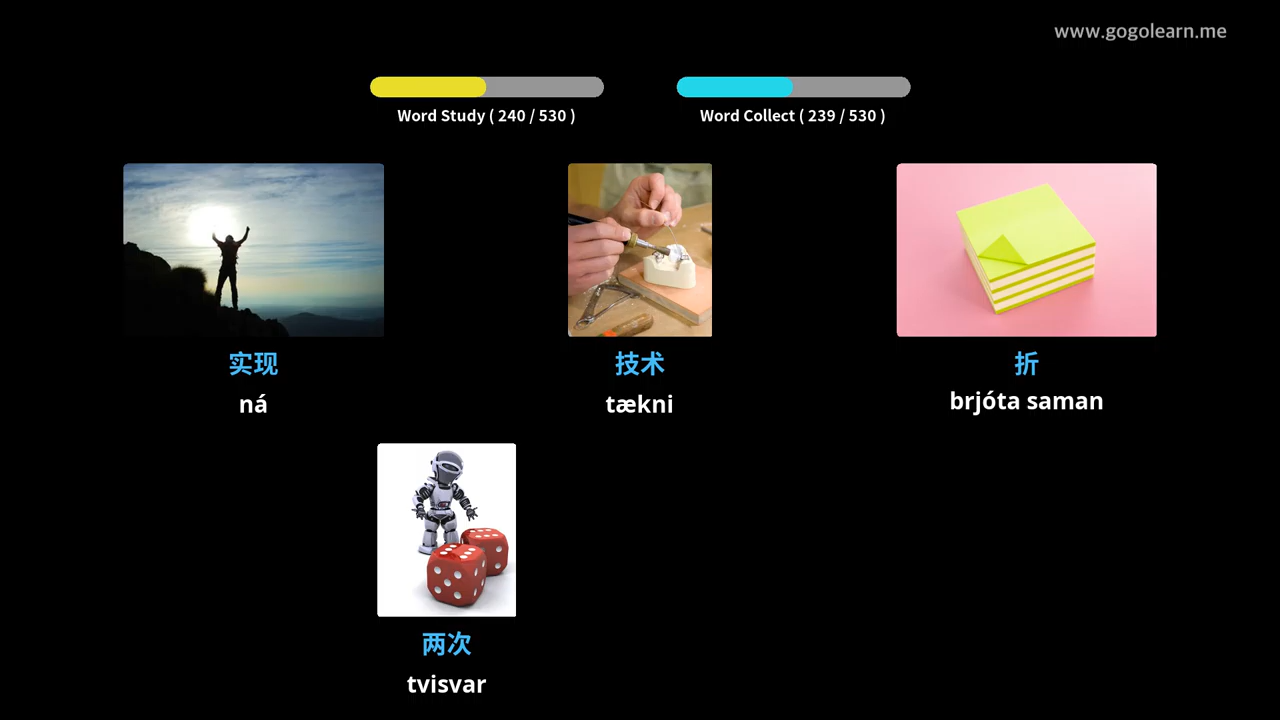 www.gogolearn.me
Word Study ( 240 / 530 )
Word Collect ( 239 / 530 )
实现
ná
技术
tækni
折
brjóta saman
两次
tvisvar